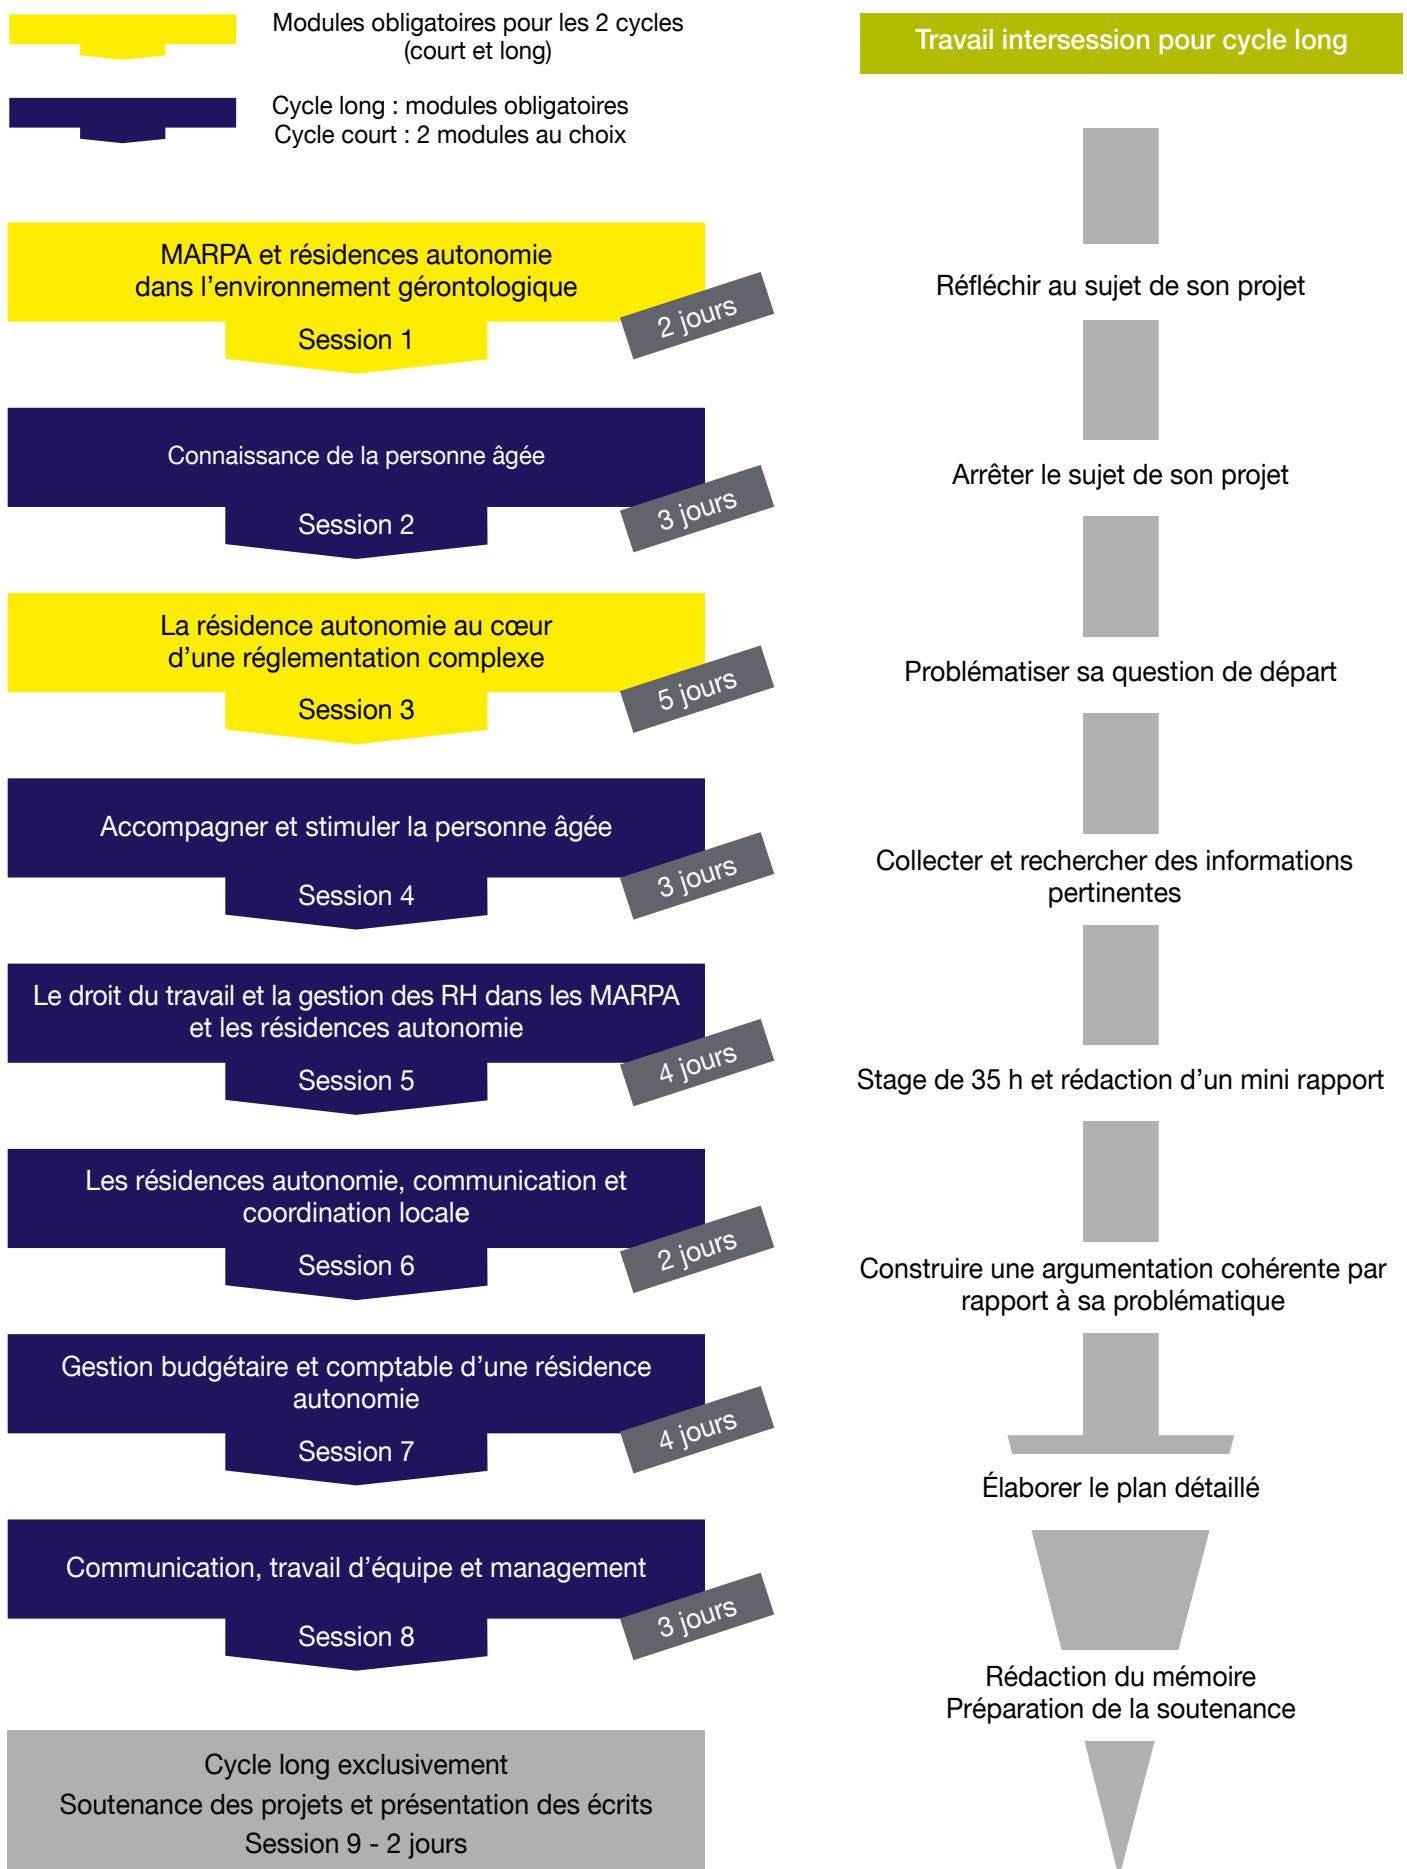 Modules obligatoires pour les 2 cycles
(court et long)
Cycle long : modules obligatoires
Cycle court : 2 modules au choix
MARPA et résidences autonomie
dans l’environnement gérontologique
Session 1
2 jours
Connaissance de la personne âgée
Session 2
3 jours
La résidence autonomie au cœur
d’une réglementation complexe
Session 3
5 jours
Accompagner et stimuler la personne âgée
Session 4
3 jours
Le droit du travail et la gestion des RH dans les MARPA
et les résidences autonomie
Session 5
4 jours
Les résidences autonomie, communication et
coordination locale
Session 6
2 jours
Gestion budgétaire et comptable d’une résidence
autonomie
Session 7
4 jours
Communication, travail d’équipe et management
Session 8
3 jours
Cycle long exclusivement
Soutenance des projets et présentation des écrits
Session 9 - 2 jours
Travail intersession pour cycle long
Réfléchir au sujet de son projet
Arrêter le sujet de son projet
Problématiser sa question de départ
Collecter et rechercher des informations
pertinentes
Stage de 35 h et rédaction d’un mini rapport
Construire une argumentation cohérente par
rapport à sa problématique
Élaborer le plan détaillé
Rédaction du mémoire
Préparation de la soutenance